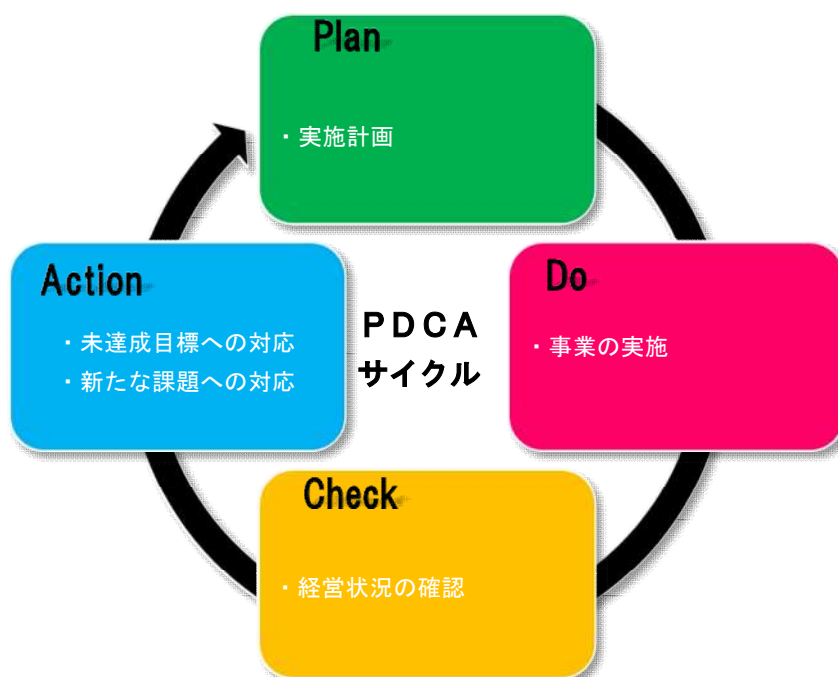 Plan
・実施計画
Do
・事業の実施
Check
・経営状況の確認
Action
・未達成目標への対応
・新たな課題への対応
ＰＤＣＡ
サイクル